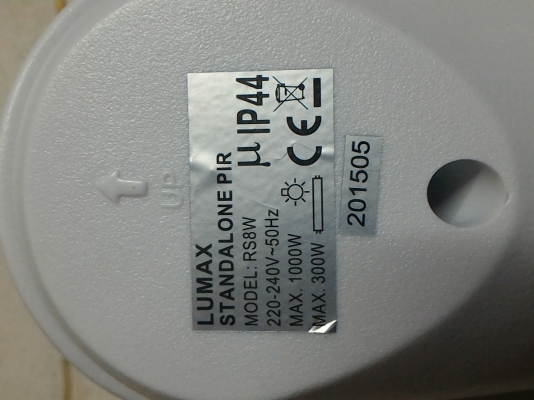 LUMAX
STANDALONE PIR
MODEL: RS8W
220-240V~50Hz
MAX. 1000W
MAX. 300W
µ IP44
CE
201505
UP